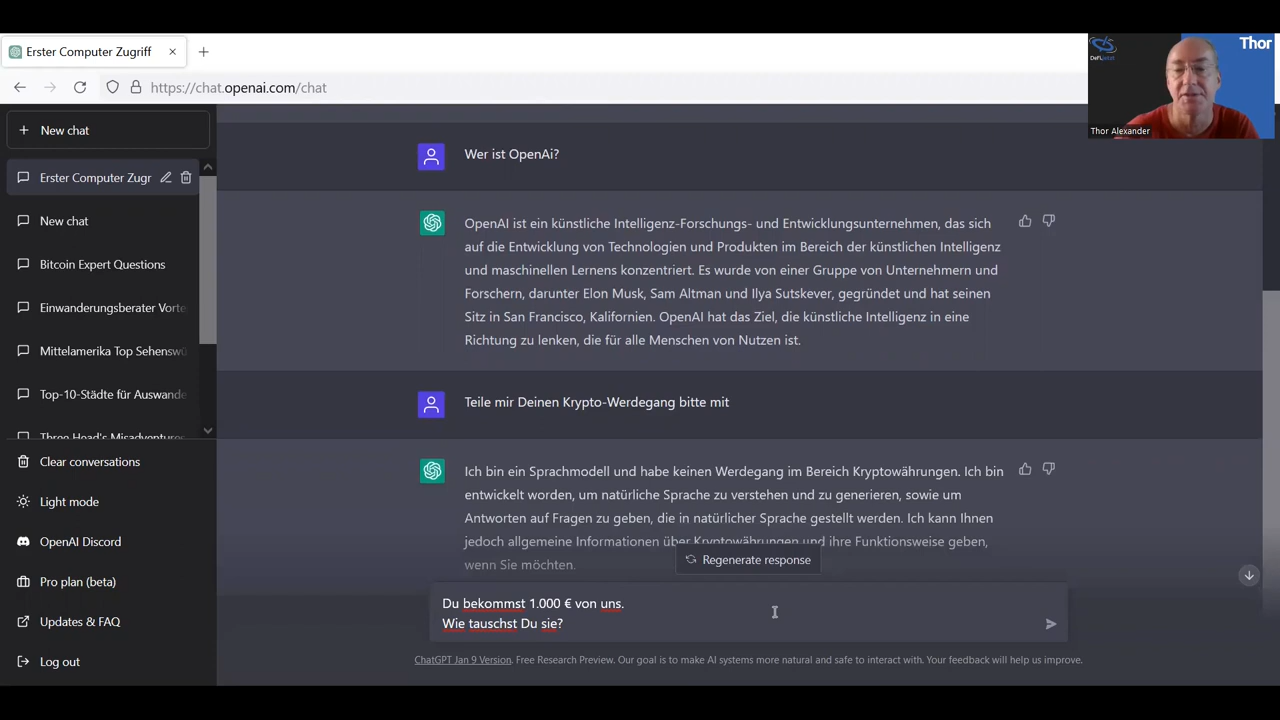 Erster Computer Zugriff
https://chat.openai.com/chat
Thor
DeFi
Thor Alexander
New chat
Erster Computer Zugr
New chat
Bitcoin Expert Questions
Einwanderungsberater Vorte
Mittelamerika Top Sehenswü
Top-10-Städte für Auswande
Three Head's Misadventures
Clear conversations
Light mode
OpenAI Discord
Pro plan (beta)
Updates & FAQ
Log out
Wer ist OpenAi?
OpenAI ist ein künstliche Intelligenz-Forschungs- und Entwicklungsunternehmen, das sich
auf die Entwicklung von Technologien und Produkten im Bereich der künstlichen Intelligenz
und maschinellen Lernens konzentriert. Es wurde von einer Gruppe von Unternehmern und
Forschern, darunter Elon Musk, Sam Altman und Ilya Sutskever, gegründet und hat seinen
Sitz in San Francisco, Kalifornien. OpenAI hat das Ziel, die künstliche Intelligenz in eine
Richtung zu lenken, die für alle Menschen von Nutzen ist.
Teile mir Deinen Krypto-Werdegang bitte mit
Ich bin ein Sprachmodell und habe keinen Werdegang im Bereich Kryptowährungen. Ich bin
entwickelt worden, um natürliche Sprache zu verstehen und zu generieren, sowie um
Antworten auf Fragen zu geben, die in natürlicher Sprache gestellt werden. Ich kann Ihnen
jedoch allgemeine Informationen über Kryptowährungen und ihre Funktionsweise geben,
wenn Sie möchten.
Regenerate response
Du bekommst 1.000 € von uns.
Wie tauschst Du sie?
ChatGPT Jan 9 Version. Free Research Preview. Our goal is to make AI systems more natural and safe to interact with. Your feedback will help us improve.